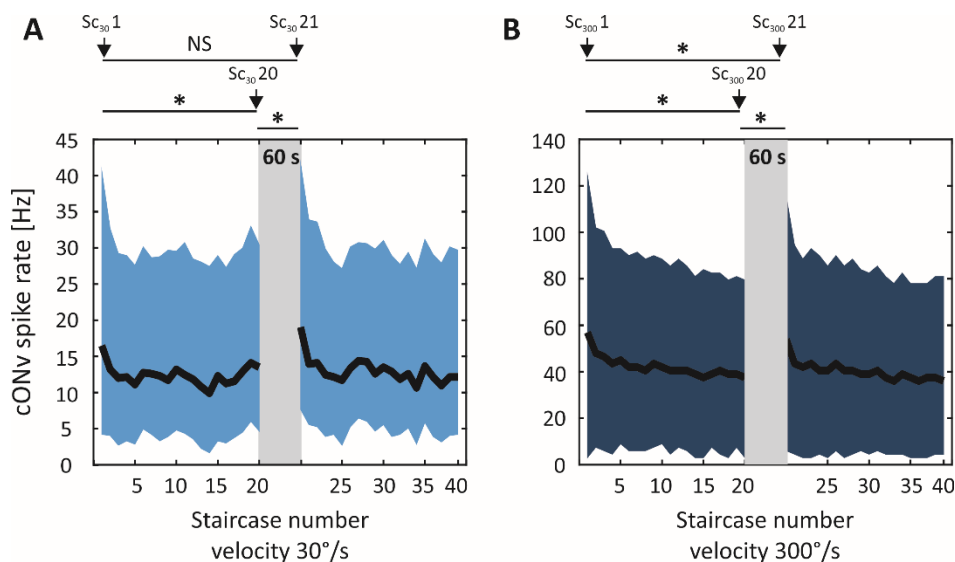 A
Sc30 1
Sc30 21
NS
Sc30 20
*
*
60 s
cONv spike rate [Hz]
45
40
35
30
25
20
15
10
5
0
5 10 15 20 25 30 35 40
Staircase number
velocity 30°/s
B
Sc300 1
Sc300 21
*
Sc300 20
*
*
60 s
140
120
100
80
60
40
20
0
5 10 15 20 25 30 35 40
Staircase number
velocity 300°/s